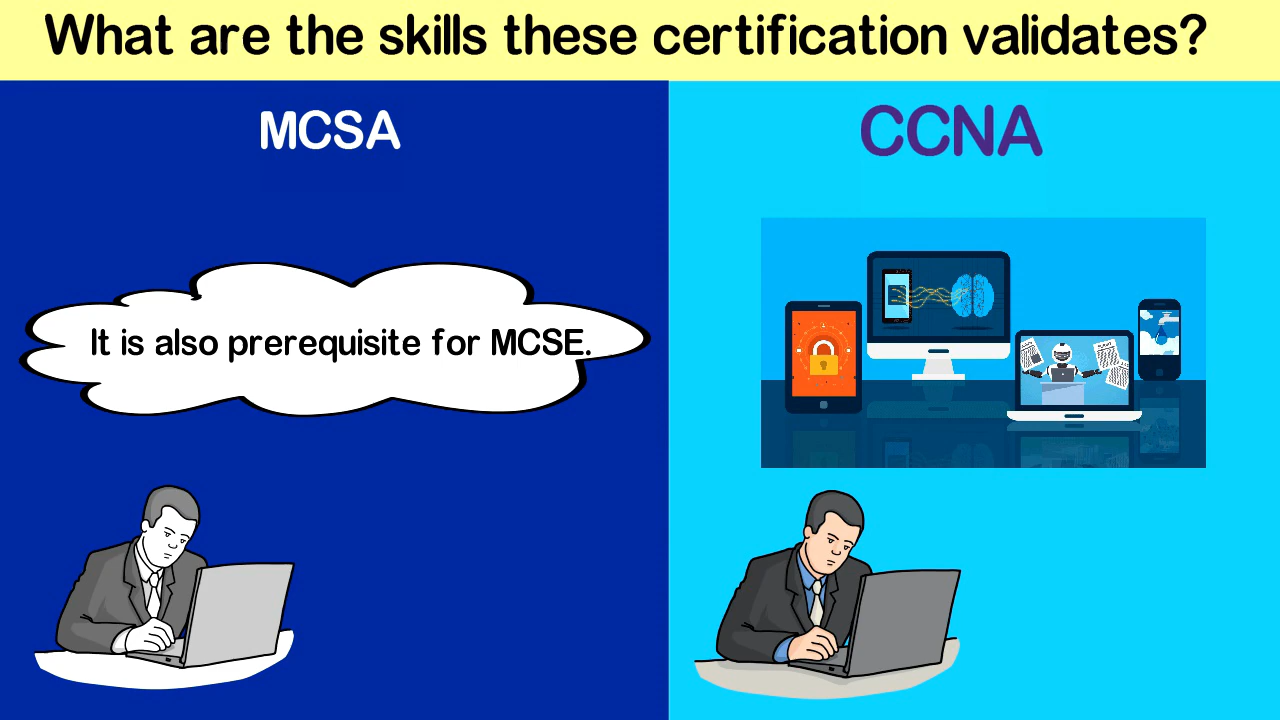 What are the skills these certification validates?
MCSA
CCNA
It is also prerequisite for MCSE.